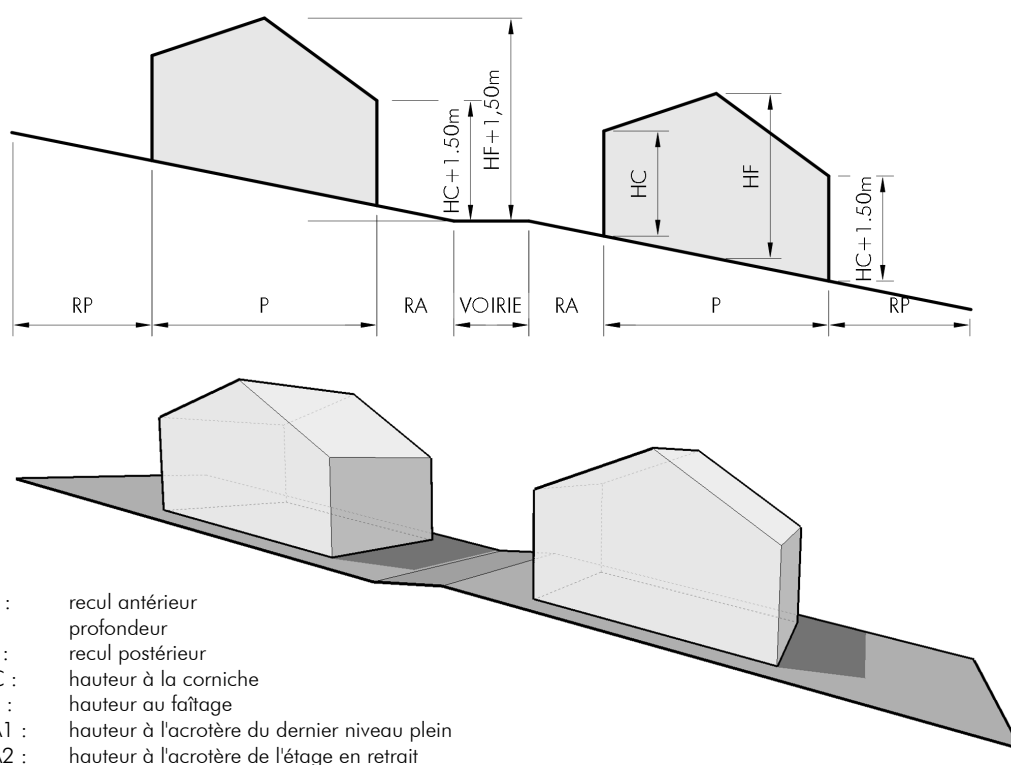 HC+1.50m
HF+1,50m
HC
HF
HC+1.50m
RP P RA VOIRIE RA P RP
: recul antérieur
profondeur
: recul postérieur
C : hauteur à la corniche
: hauteur au faîtage
A1 : hauteur à l'acrotère du dernier niveau plein
A2 : hauteur à l'acrotère de l'étage en retrait